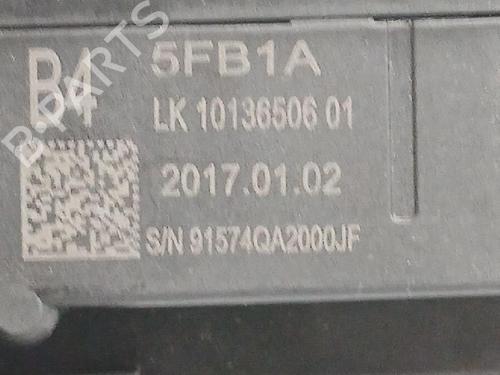 B-PARTS
B4
5FB1A
LK 10136506 01
2017.01.02
S/N 91574QA2000JF